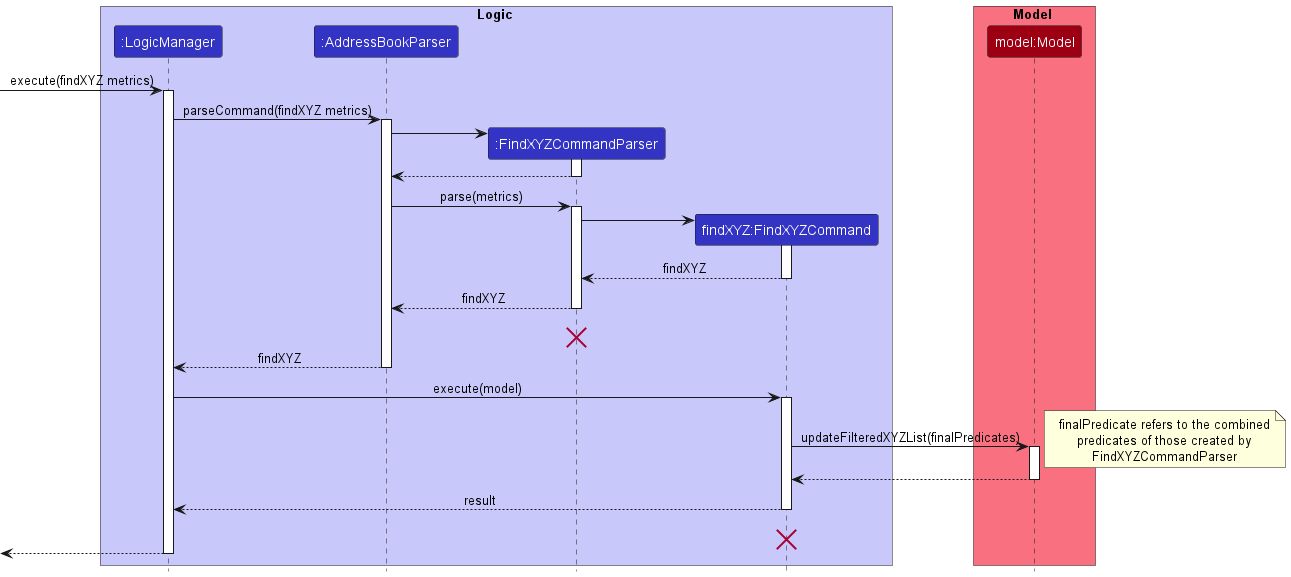 Logic
Model
:LogicManager
:AddressBookParser
model:Model
execute(findXYZ metrics)
parseCommand(findXYZ metrics)
:FindXYZCommandParser
parse(metrics)
findXYZ:FindXYZCommand
findXYZ
findXYZ
findXYZ
execute(model)
updateFilteredXYZList(finalPredicates)
finalPredicate refers to the combined
predicates of those created by
FindXYZCommandParser
result